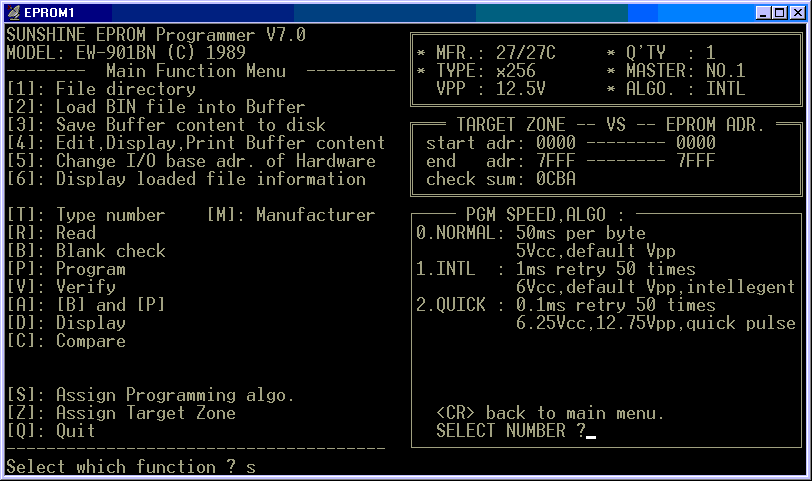 EPROM1
SUNSHINE EPROM Programmer V7.0
MODEL: EW-901BN (C) 1989
-------- Main Function Menu ---------
[1]: File directory
[2]: Load BIN file into Buffer
[3]: Save Buffer content to disk
[4]: Edit,Display,Print Buffer content
[5]: Change I/O base adr. of Hardware
[6]: Display loaded file information
[T]: Type number [M]: Manufacturer
[R]: Read
[B]: Blank check
[P]: Program
[V]: Verify
[A]: [B] and [P]
[D]: Display
[C]: Compare
[S]: Assign Programming algo.
[Z]: Assign Target Zone
[Q]: Quit
--------------------------------------
Select which function ? s
* MFR.: 27/27C * Q'TY : 1
* TYPE: x256 * MASTER: NO.1
VPP : 12.5V * ALGO. : INTL
TARGET ZONE -- VS -- EPROM ADR.
start adr: 0000 -------- 0000
end adr: 7FFF -------- 7FFF
check sum: 0CBA
PGM SPEED,ALGO :
0.NORMAL: 50ms per byte
5Vcc,default Vpp
1.INTL : 1ms retry 50 times
6Vcc,default Vpp,intellegent
2.QUICK : 0.1ms retry 50 times
6.25Vcc,12.75Vpp,quick pulse
<CR> back to main menu.
SELECT NUMBER ?_